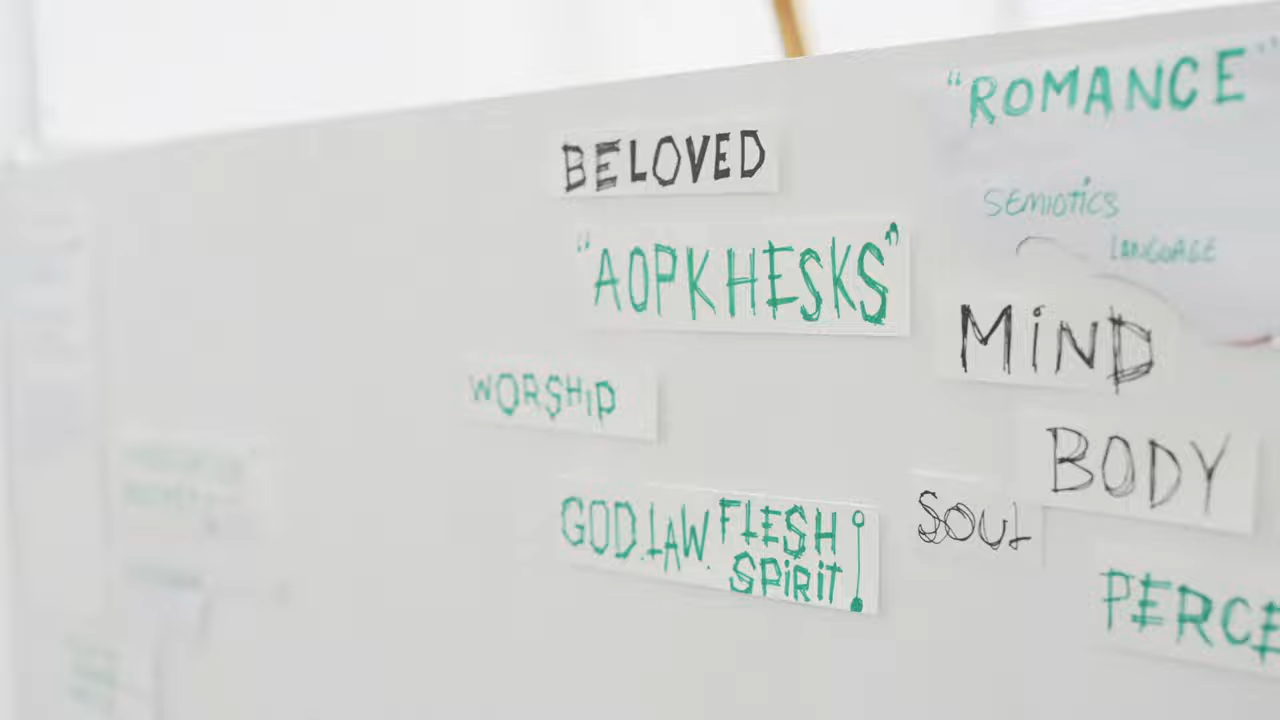 "ROMANCE"
BELOVED
SEMIOTICS
LANGUAGE
"AOPKHESKS"
MIND
WORSHIP
BODY
SOUL
GOD.LAW.FLESH
SPIRIT
PERCE